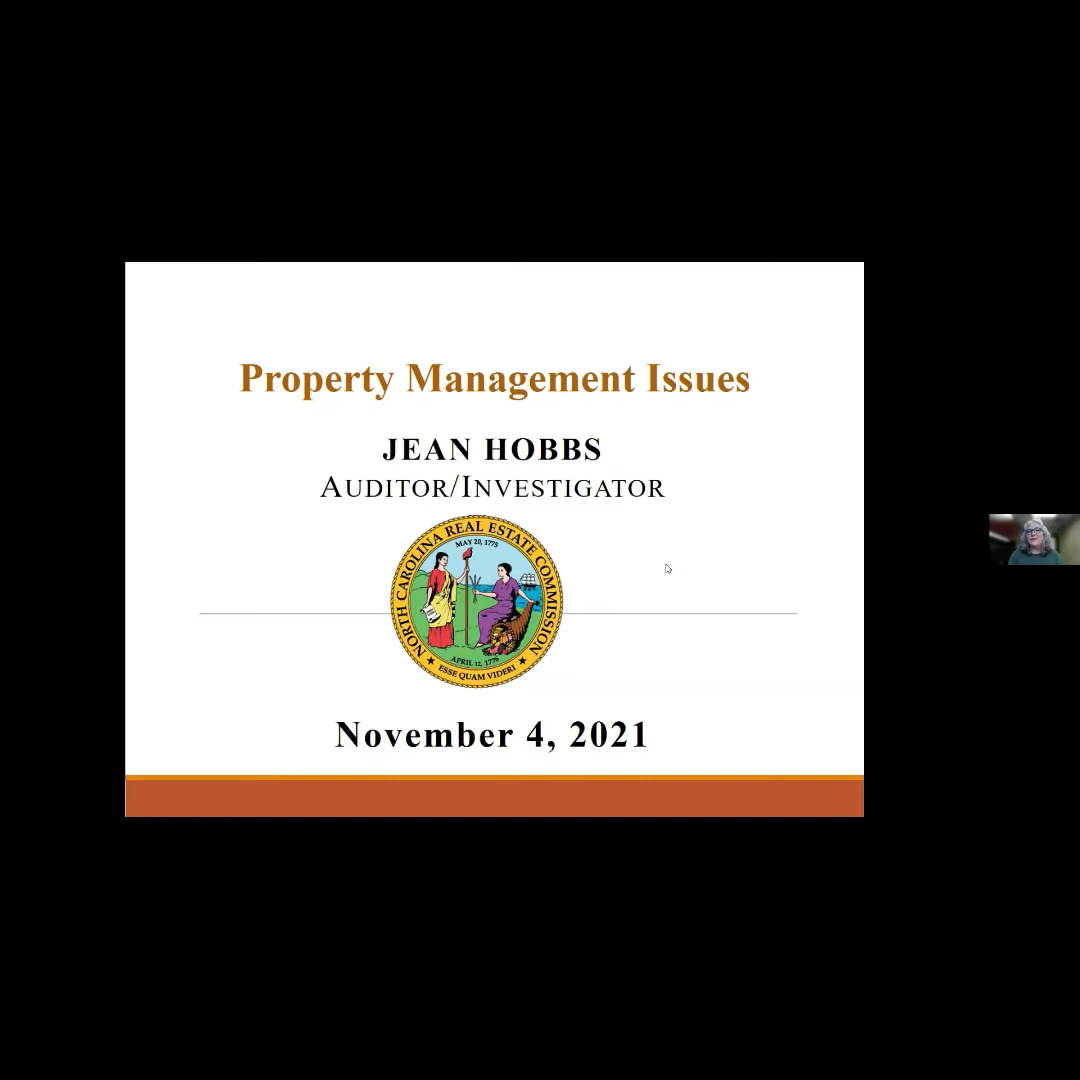 Property Management Issues
JEAN HOBBS
AUDITOR/INVESTIGATOR
NORTH CAROLINA REAL ESTATE COMMISSION
MAY 20, 1775
APRIL 12, 1776
ESSE QUAM VIDERI
November 4, 2021